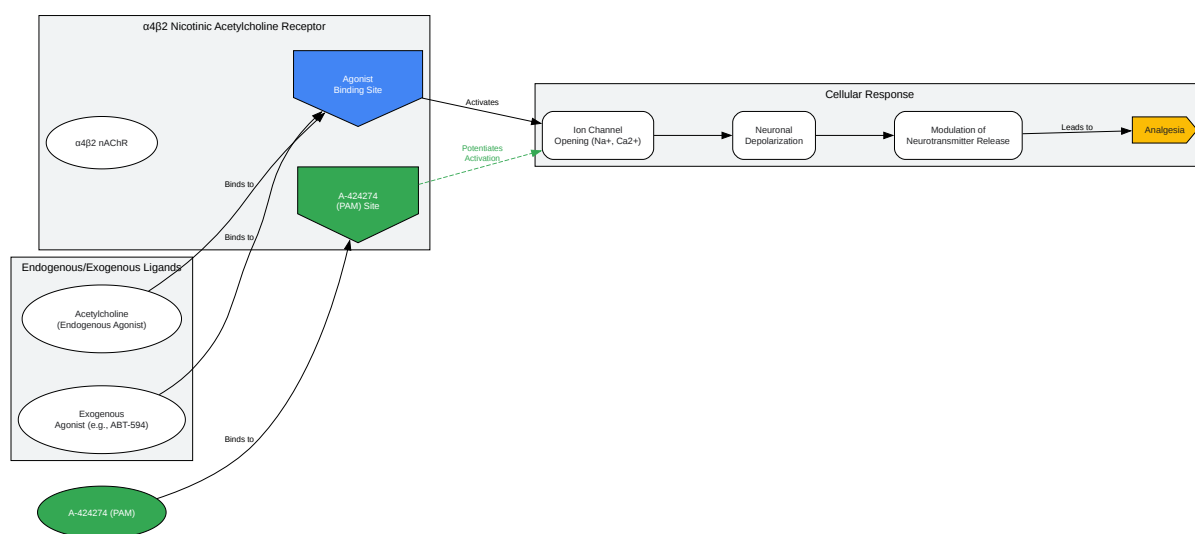 α4β2 Nicotinic Acetylcholine Receptor
Agonist
Binding Site
α4β2 nAChR
A-424274
(PAM) Site
Binds to
Binds to
Activates
Potentiates
Activation
Cellular Response
Ion Channel
Opening (Na+, Ca2+)
Neuronal
Depolarization
Modulation of
Neurotransmitter Release
Leads to
Analgesia
Endogenous/Exogenous Ligands
Acetylcholine
(Endogenous Agonist)
Exogenous
Agonist (e.g., ABT-594)
Binds to
A-424274 (PAM)